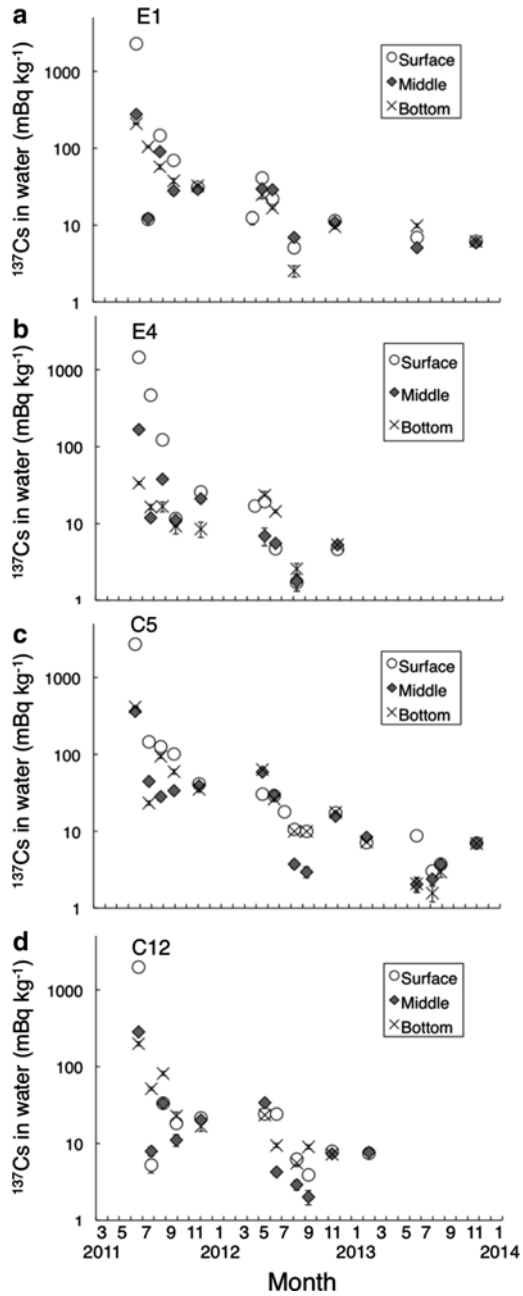 a
E1
Surface
Middle
Bottom
1000
100
10
1
¹³⁷Cs in water (mBq kg⁻¹)
b
E4
Surface
Middle
Bottom
1000
100
10
1
¹³⁷Cs in water (mBq kg⁻¹)
c
C5
Surface
Middle
Bottom
1000
100
10
1
¹³⁷Cs in water (mBq kg⁻¹)
d
C12
Surface
Middle
Bottom
1000
100
10
1
¹³⁷Cs in water (mBq kg⁻¹)
3 5 7 9 11 1 3 5 7 9 11 1 3 5 7 9 11 1
2011 2012 2013 2014
Month